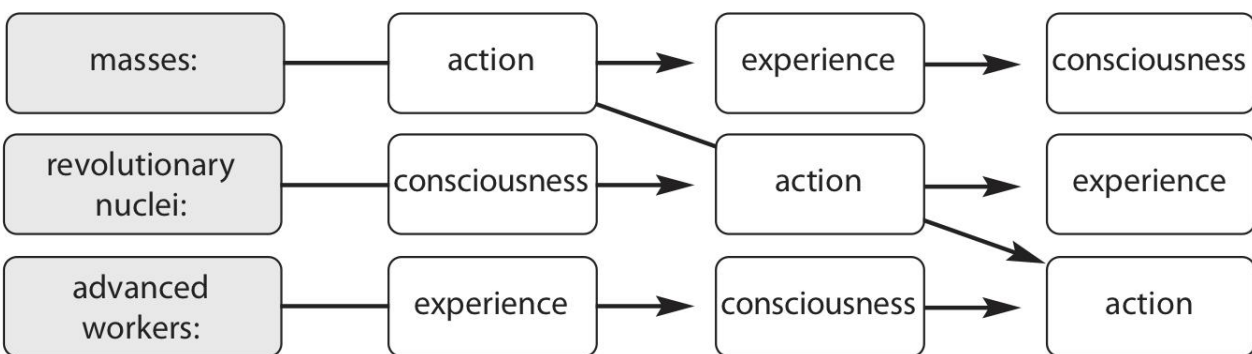 masses:
action
experience
consciousness
revolutionary
nuclei:
consciousness
action
experience
advanced
workers:
experience
consciousness
action